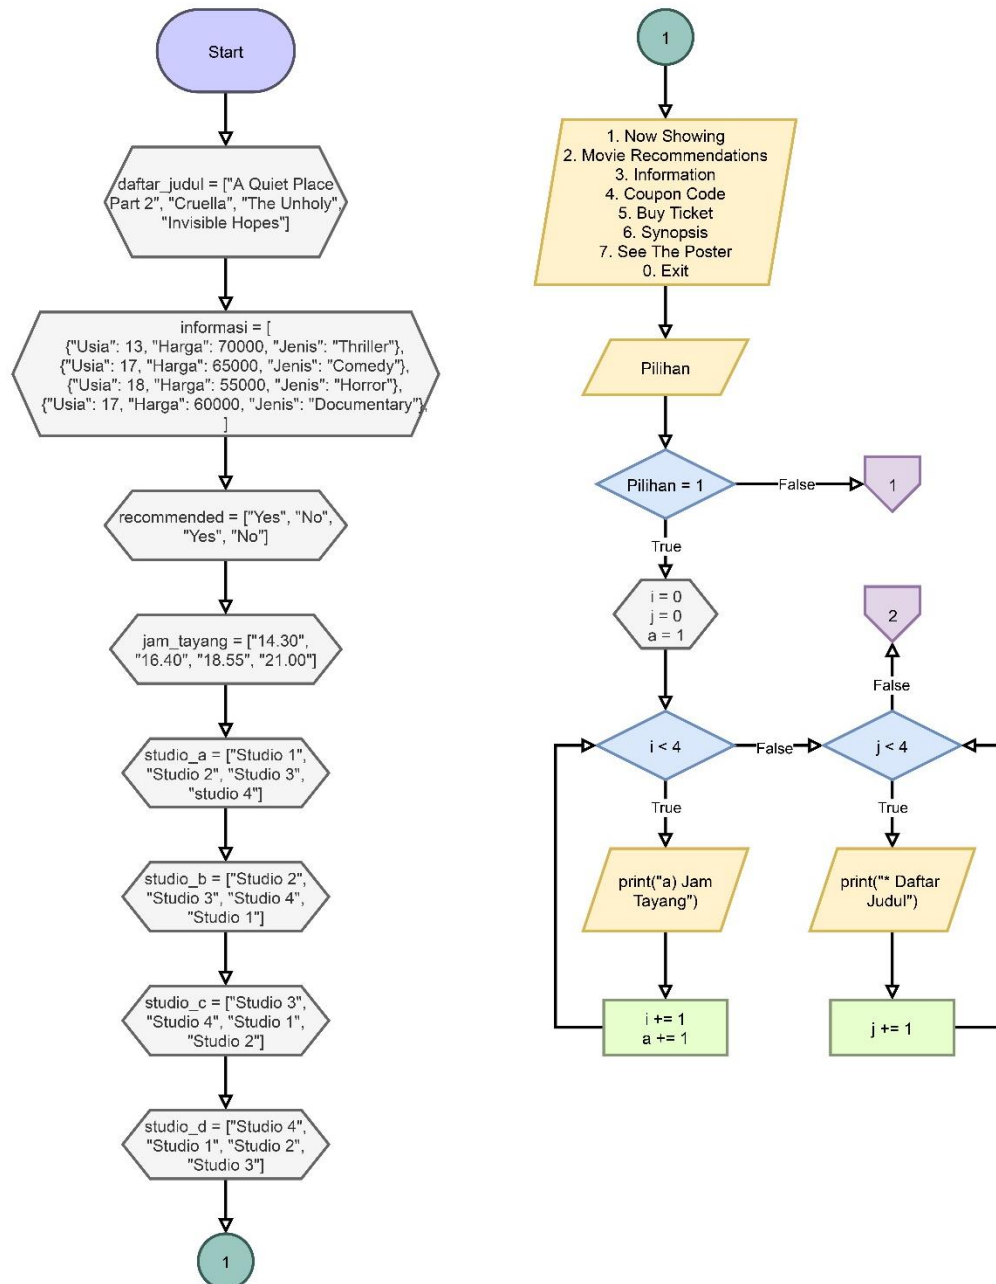 Start
daftar_judul = ["A Quiet Place
Part 2", "Cruella", "The Unholy",
"Invisible Hopes"]
informasi = [
{"Usia": 13, "Harga": 70000, "Jenis": "Thriller"},
{"Usia": 17, "Harga": 65000, "Jenis": "Comedy"},
{"Usia": 18, "Harga": 55000, "Jenis": "Horror"},
{"Usia": 17, "Harga": 60000, "Jenis": "Documentary"},
]
recommended = ["Yes", "No",
"Yes", "No"]
jam_tayang = ["14.30",
"16.40", "18.55", "21.00"]
studio_a = ["Studio 1",
"Studio 2", "Studio 3",
"studio 4"]
studio_b = ["Studio 2",
"Studio 3", "Studio 4",
"Studio 1"]
studio_c = ["Studio 3",
"Studio 4", "Studio 1",
"Studio 2"]
studio_d = ["Studio 4",
"Studio 1", "Studio 2",
"Studio 3"]
1
1
1. Now Showing
2. Movie Recommendations
3. Information
4. Coupon Code
5. Buy Ticket
6. Synopsis
7. See The Poster
0. Exit
Pilihan
Pilihan = 1
False
1
True
i = 0
j = 0
a = 1
2
False
i < 4
False
j < 4
True
True
print("a) Jam
Tayang")
print("* Daftar
Judul")
i += 1
a += 1
j += 1